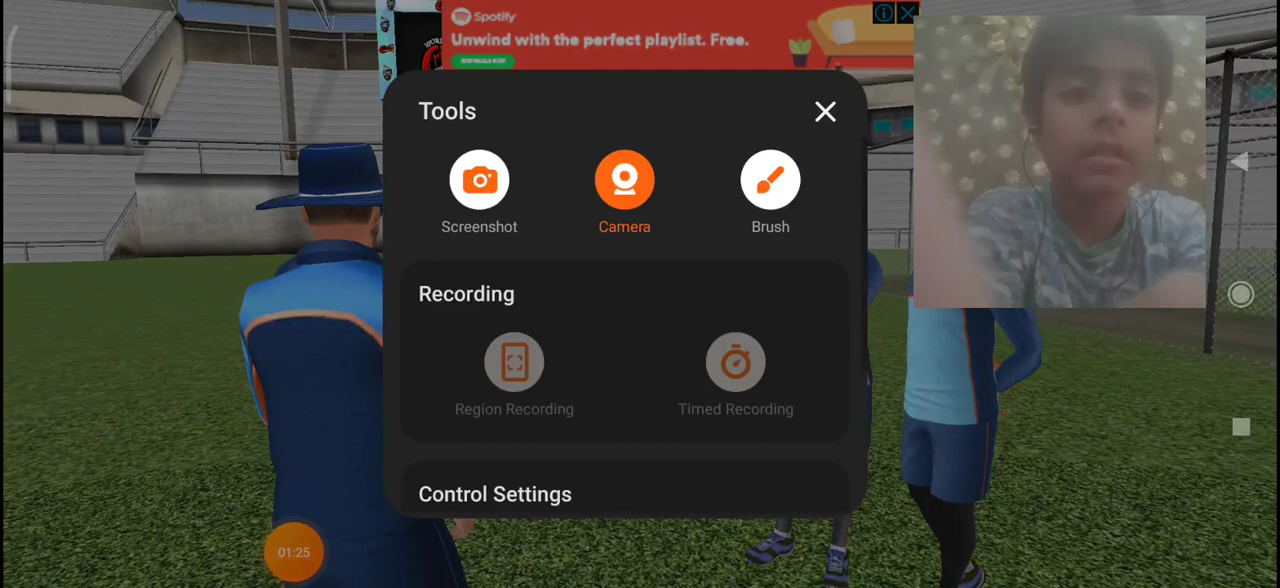 Spotify
Unwind with the perfect playlist. Free.
Tools
Screenshot
Camera
Brush
Recording
Region Recording
Timed Recording
Control Settings
01:25